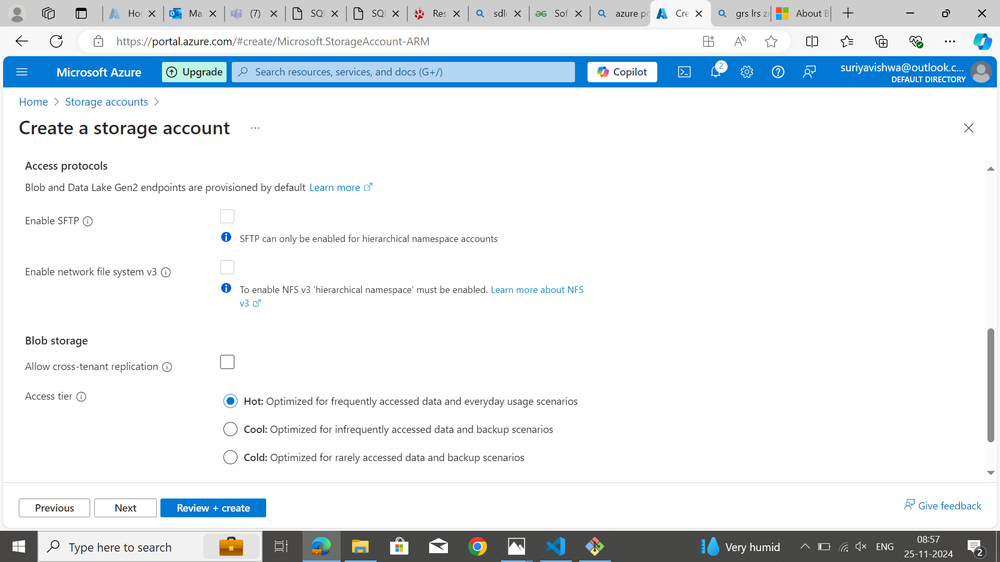 Ho
Ma
(7)
SQ
SQ
Res
sdl
Sof
azure po
Cre
grs lrs zr
About B
https://portal.azure.com/#create/Microsoft.StorageAccount-ARM
Microsoft Azure
Upgrade
Search resources, services, and docs (G+/)
Copilot
2
suriyavishwa@outlook.c...
DEFAULT DIRECTORY
Home > Storage accounts >
Create a storage account ...
Access protocols
Blob and Data Lake Gen2 endpoints are provisioned by default Learn more
Enable SFTP
SFTP can only be enabled for hierarchical namespace accounts
Enable network file system v3
To enable NFS v3 'hierarchical namespace' must be enabled. Learn more about NFS
v3
Blob storage
Allow cross-tenant replication
Access tier
Hot: Optimized for frequently accessed data and everyday usage scenarios
Cool: Optimized for infrequently accessed data and backup scenarios
Cold: Optimized for rarely accessed data and backup scenarios
Previous
Next
Review + create
Give feedback
Type here to search
Very humid
ENG
08:57
25-11-2024
2